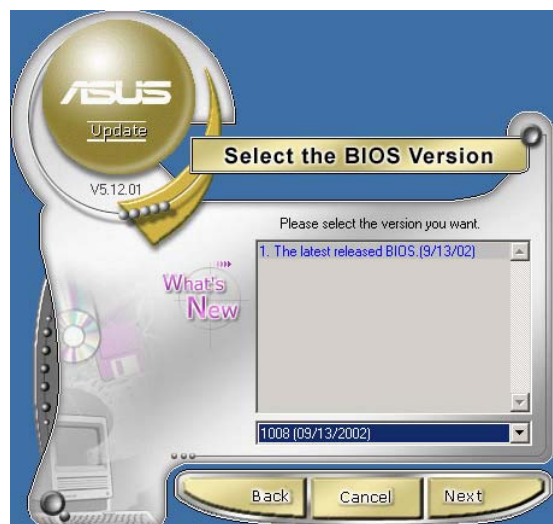 ASUS
Update
V5.12.01
Select the BIOS Version
Please select the version you want.
1. The latest released BIOS.(9/13/02)
What's
New
1008 (09/13/2002)
Back Cancel Next